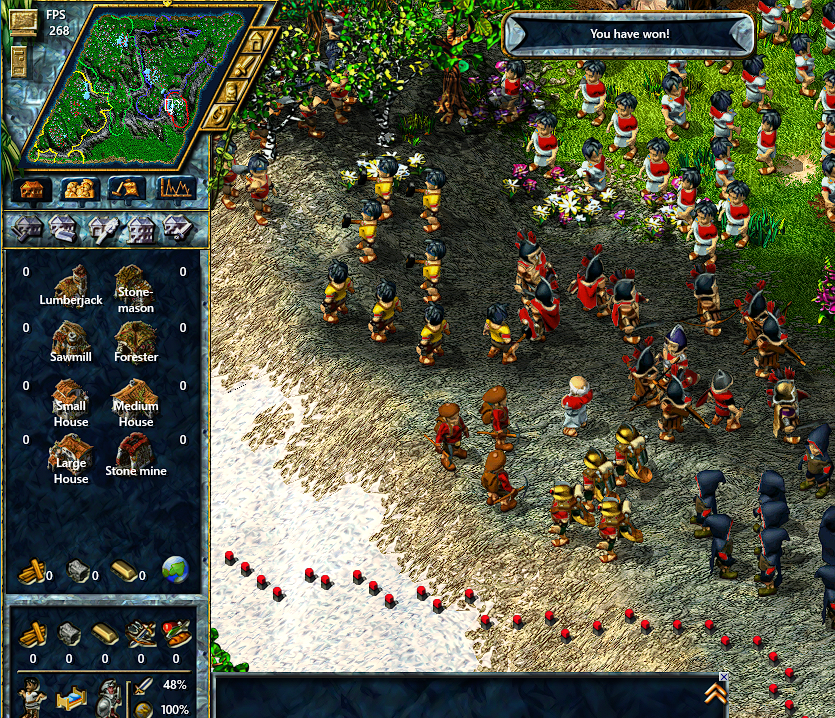 FPS
268
You have won!
0
Lumberjack
Stone-
mason
0
0
Sawmill
Forester
0
0
Small
House
Medium
House
0
0
Large
House
Stone mine
0
0
0
0
0
0
0
0
0
48%
100%